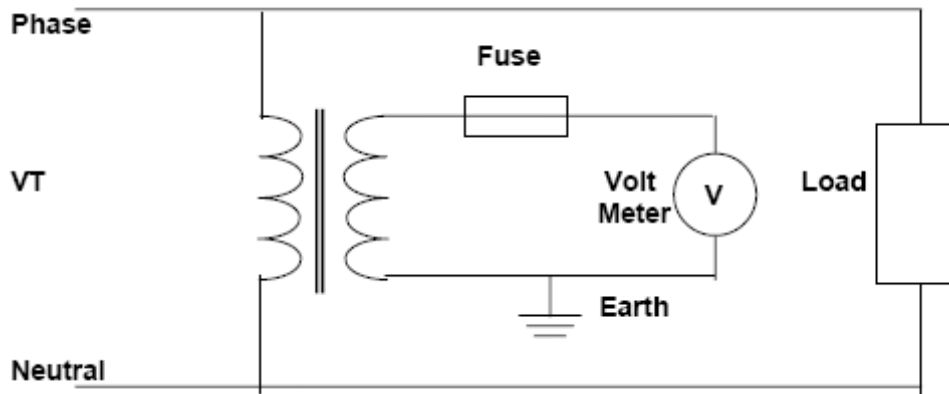 Phase
Fuse
VT
Volt
Meter
V
Load
Earth
Neutral